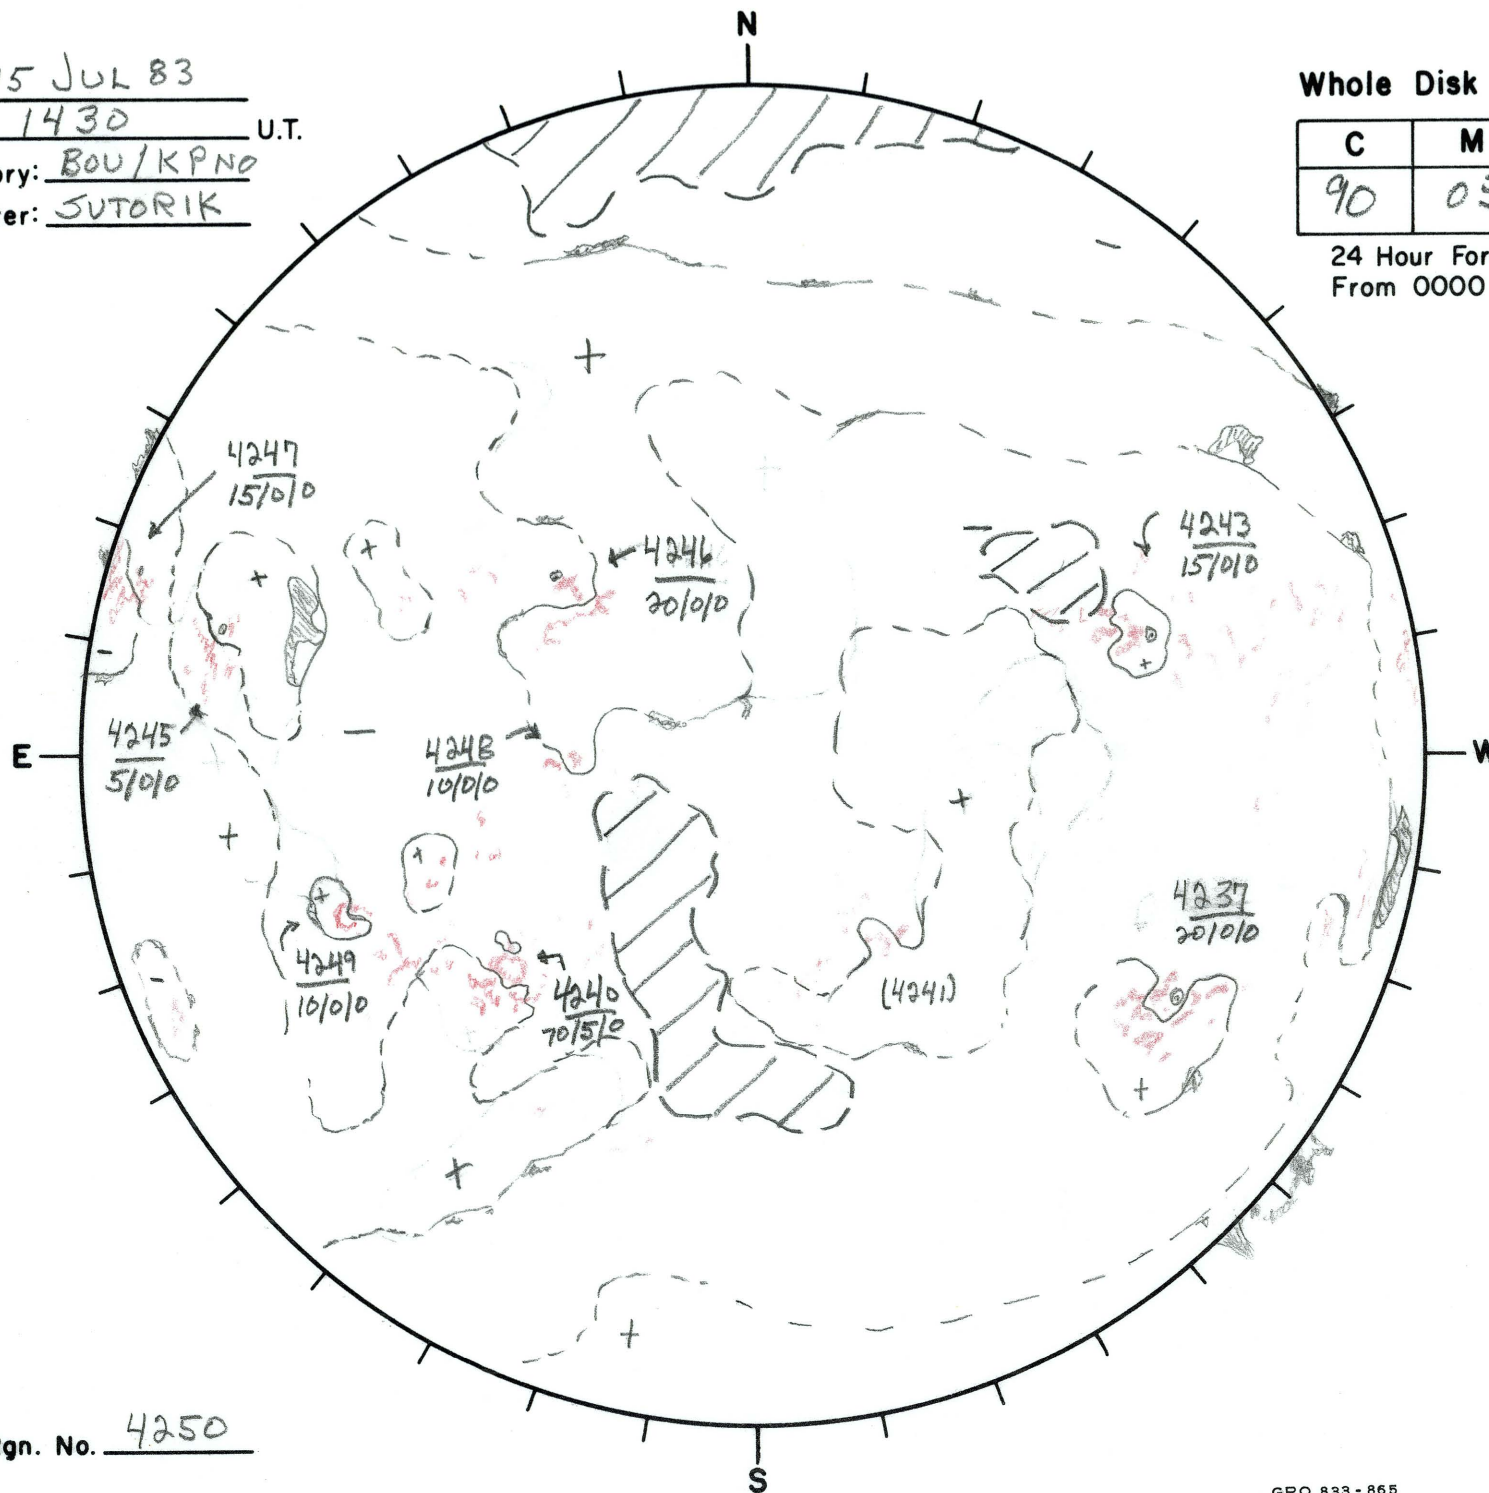 N
5 JUL 83
1430 U.T.
ory: BOU/KPNO
er: SUTORIK
Whole Disk
C M
90 03
24 Hour For
From 0000
+
4247
15/0/0
+
+
4246
20/0/0
-
4243
15/0/0
+
-
E
W
4245
5/0/0
-
4248
10/0/0
+
+
+
+
4249
10/0/0
-
4240
70/5/0
(4241)
4237
20/0/0
+
+
+
gn. No. 4250
S
GPO 833-865